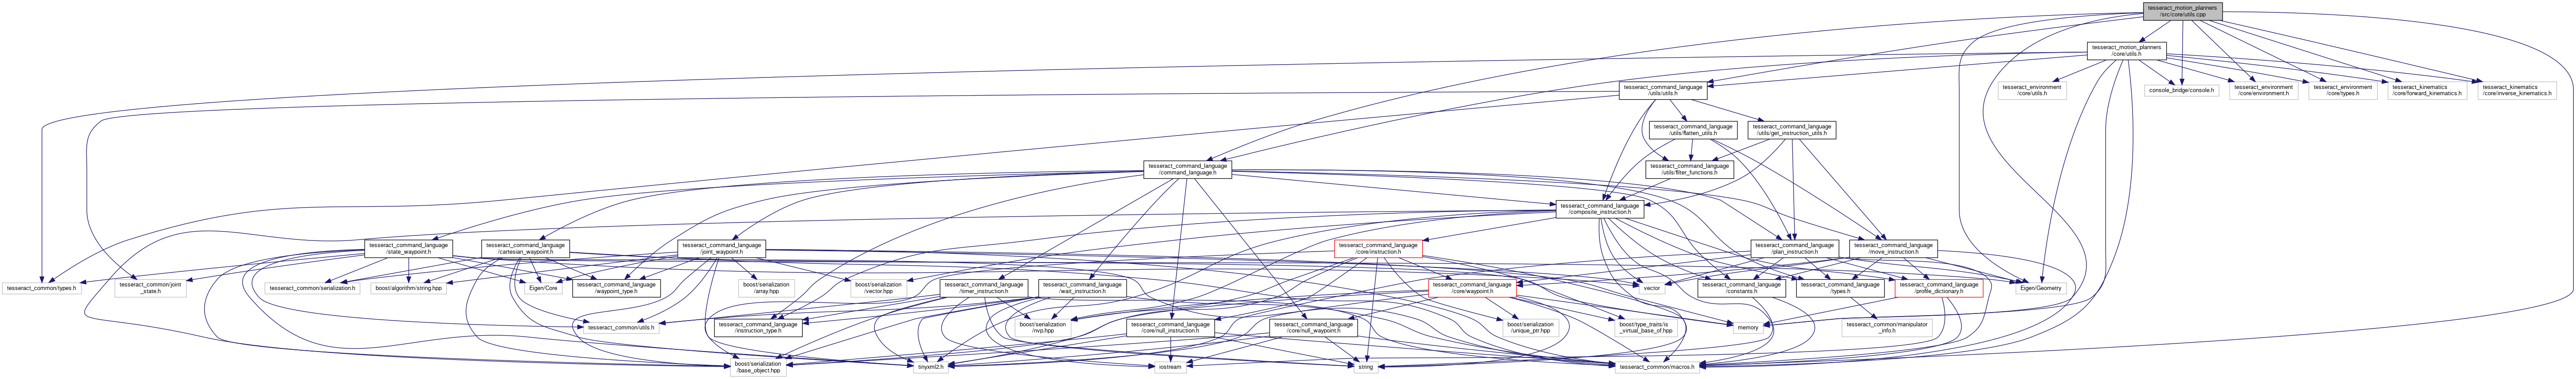 tesseract_motion_planners
/src/core/utils.cpp
tesseract_motion_planners
/core/utils.h
tesseract_command_language
/utils/utils.h
tesseract_environment
/core/utils.h
console_bridge/console.h
tesseract_environment
/core/environment.h
tesseract_environment
/core/types.h
tesseract_kinematics
/core/forward_kinematics.h
tesseract_kinematics
/core/inverse_kinematics.h
tesseract_command_language
/utils/flatten_utils.h
tesseract_command_language
/utils/get_instruction_utils.h
tesseract_command_language
/command_language.h
tesseract_command_language
/utils/filter_functions.h
tesseract_command_language
/composite_instruction.h
tesseract_command_language
/state_waypoint.h
tesseract_command_language
/cartesian_waypoint.h
tesseract_command_language
/joint_waypoint.h
tesseract_command_language
/core/instruction.h
tesseract_command_language
/plan_instruction.h
tesseract_command_language
/move_instruction.h
tesseract_common/types.h
tesseract_common/joint
_state.h
tesseract_common/serialization.h
boost/algorithm/string.hpp
Eigen/Core
tesseract_command_language
/waypoint_type.h
boost/serialization
/array.hpp
boost/serialization
/vector.hpp
tesseract_command_language
/timer_instruction.h
tesseract_command_language
/wait_instruction.h
tesseract_command_language
/core/waypoint.h
vector
tesseract_command_language
/constants.h
tesseract_command_language
/types.h
tesseract_command_language
/profile_dictionary.h
Eigen/Geometry
tesseract_common/utils.h
tesseract_command_language
/instruction_type.h
boost/serialization
/nvp.hpp
tesseract_command_language
/core/null_instruction.h
tesseract_command_language
/core/null_waypoint.h
boost/serialization
/unique_ptr.hpp
boost/type_traits/is
_virtual_base_of.hpp
memory
tesseract_common/manipulator
_info.h
boost/serialization
/base_object.hpp
tinyxml2.h
iostream
string
tesseract_common/macros.h